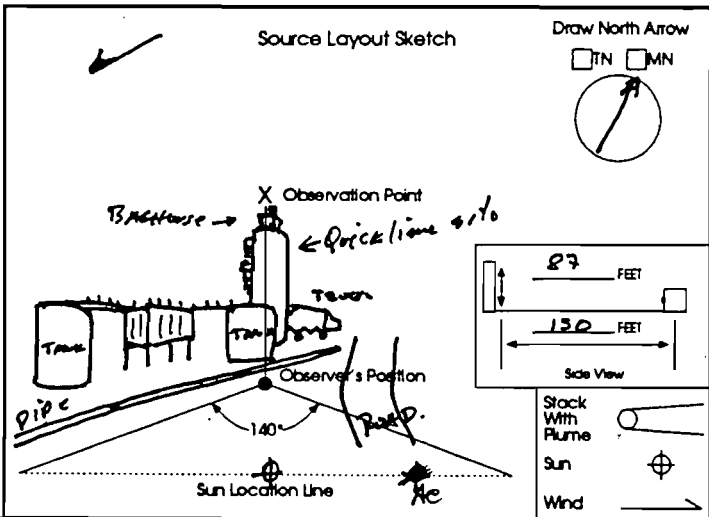 Source Layout Sketch
Draw North Arrow
TN MN
X Observation Point
BAGHouse
Quicklime silo
87 FEET
Truck
TANK
TANK
130 FEET
Observer's Position
Side View
PIPE
140°
Road
Stack
With
Plume
Sun
Sun Location Line
Wind